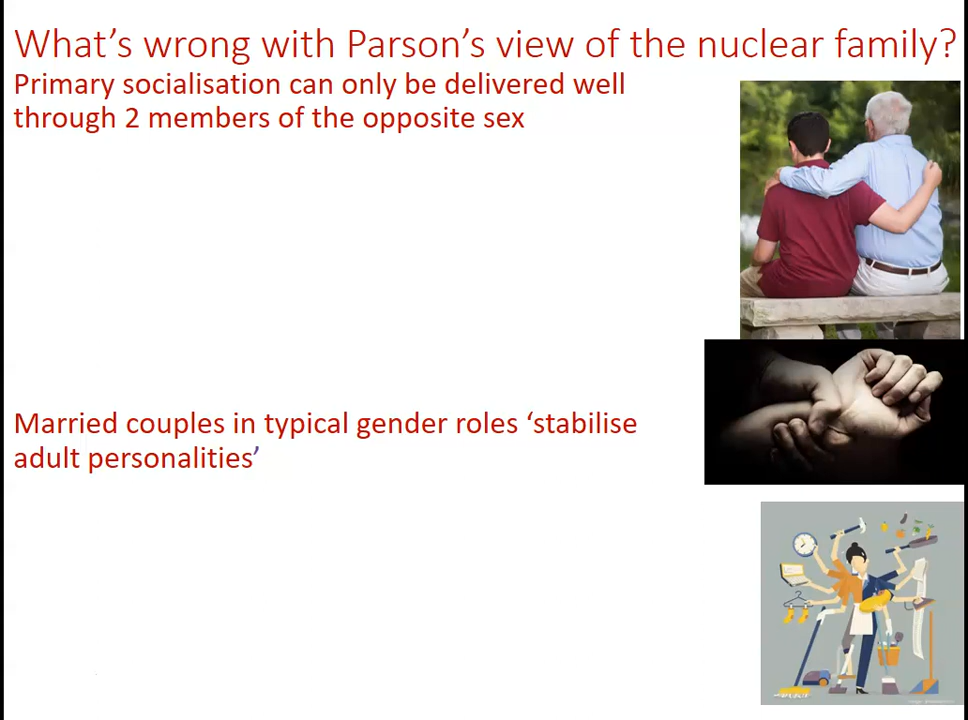 What's wrong with Parson's view of the nuclear family?
Primary socialisation can only be delivered well
through 2 members of the opposite sex
Married couples in typical gender roles ‘stabilise
adult personalities’